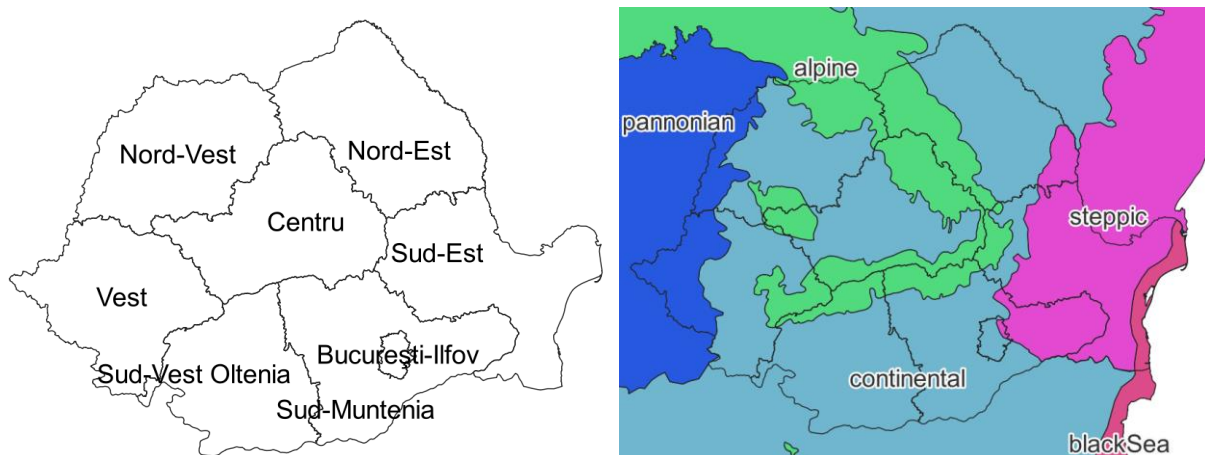 Nord-Vest
Nord-Est
Centru
Sud-Est
Vest
Bucureşti-Ilfov
Sud-Vest Oltenia
Sud-Muntenia
alpine
pannonian
steppic
continental
blackSea